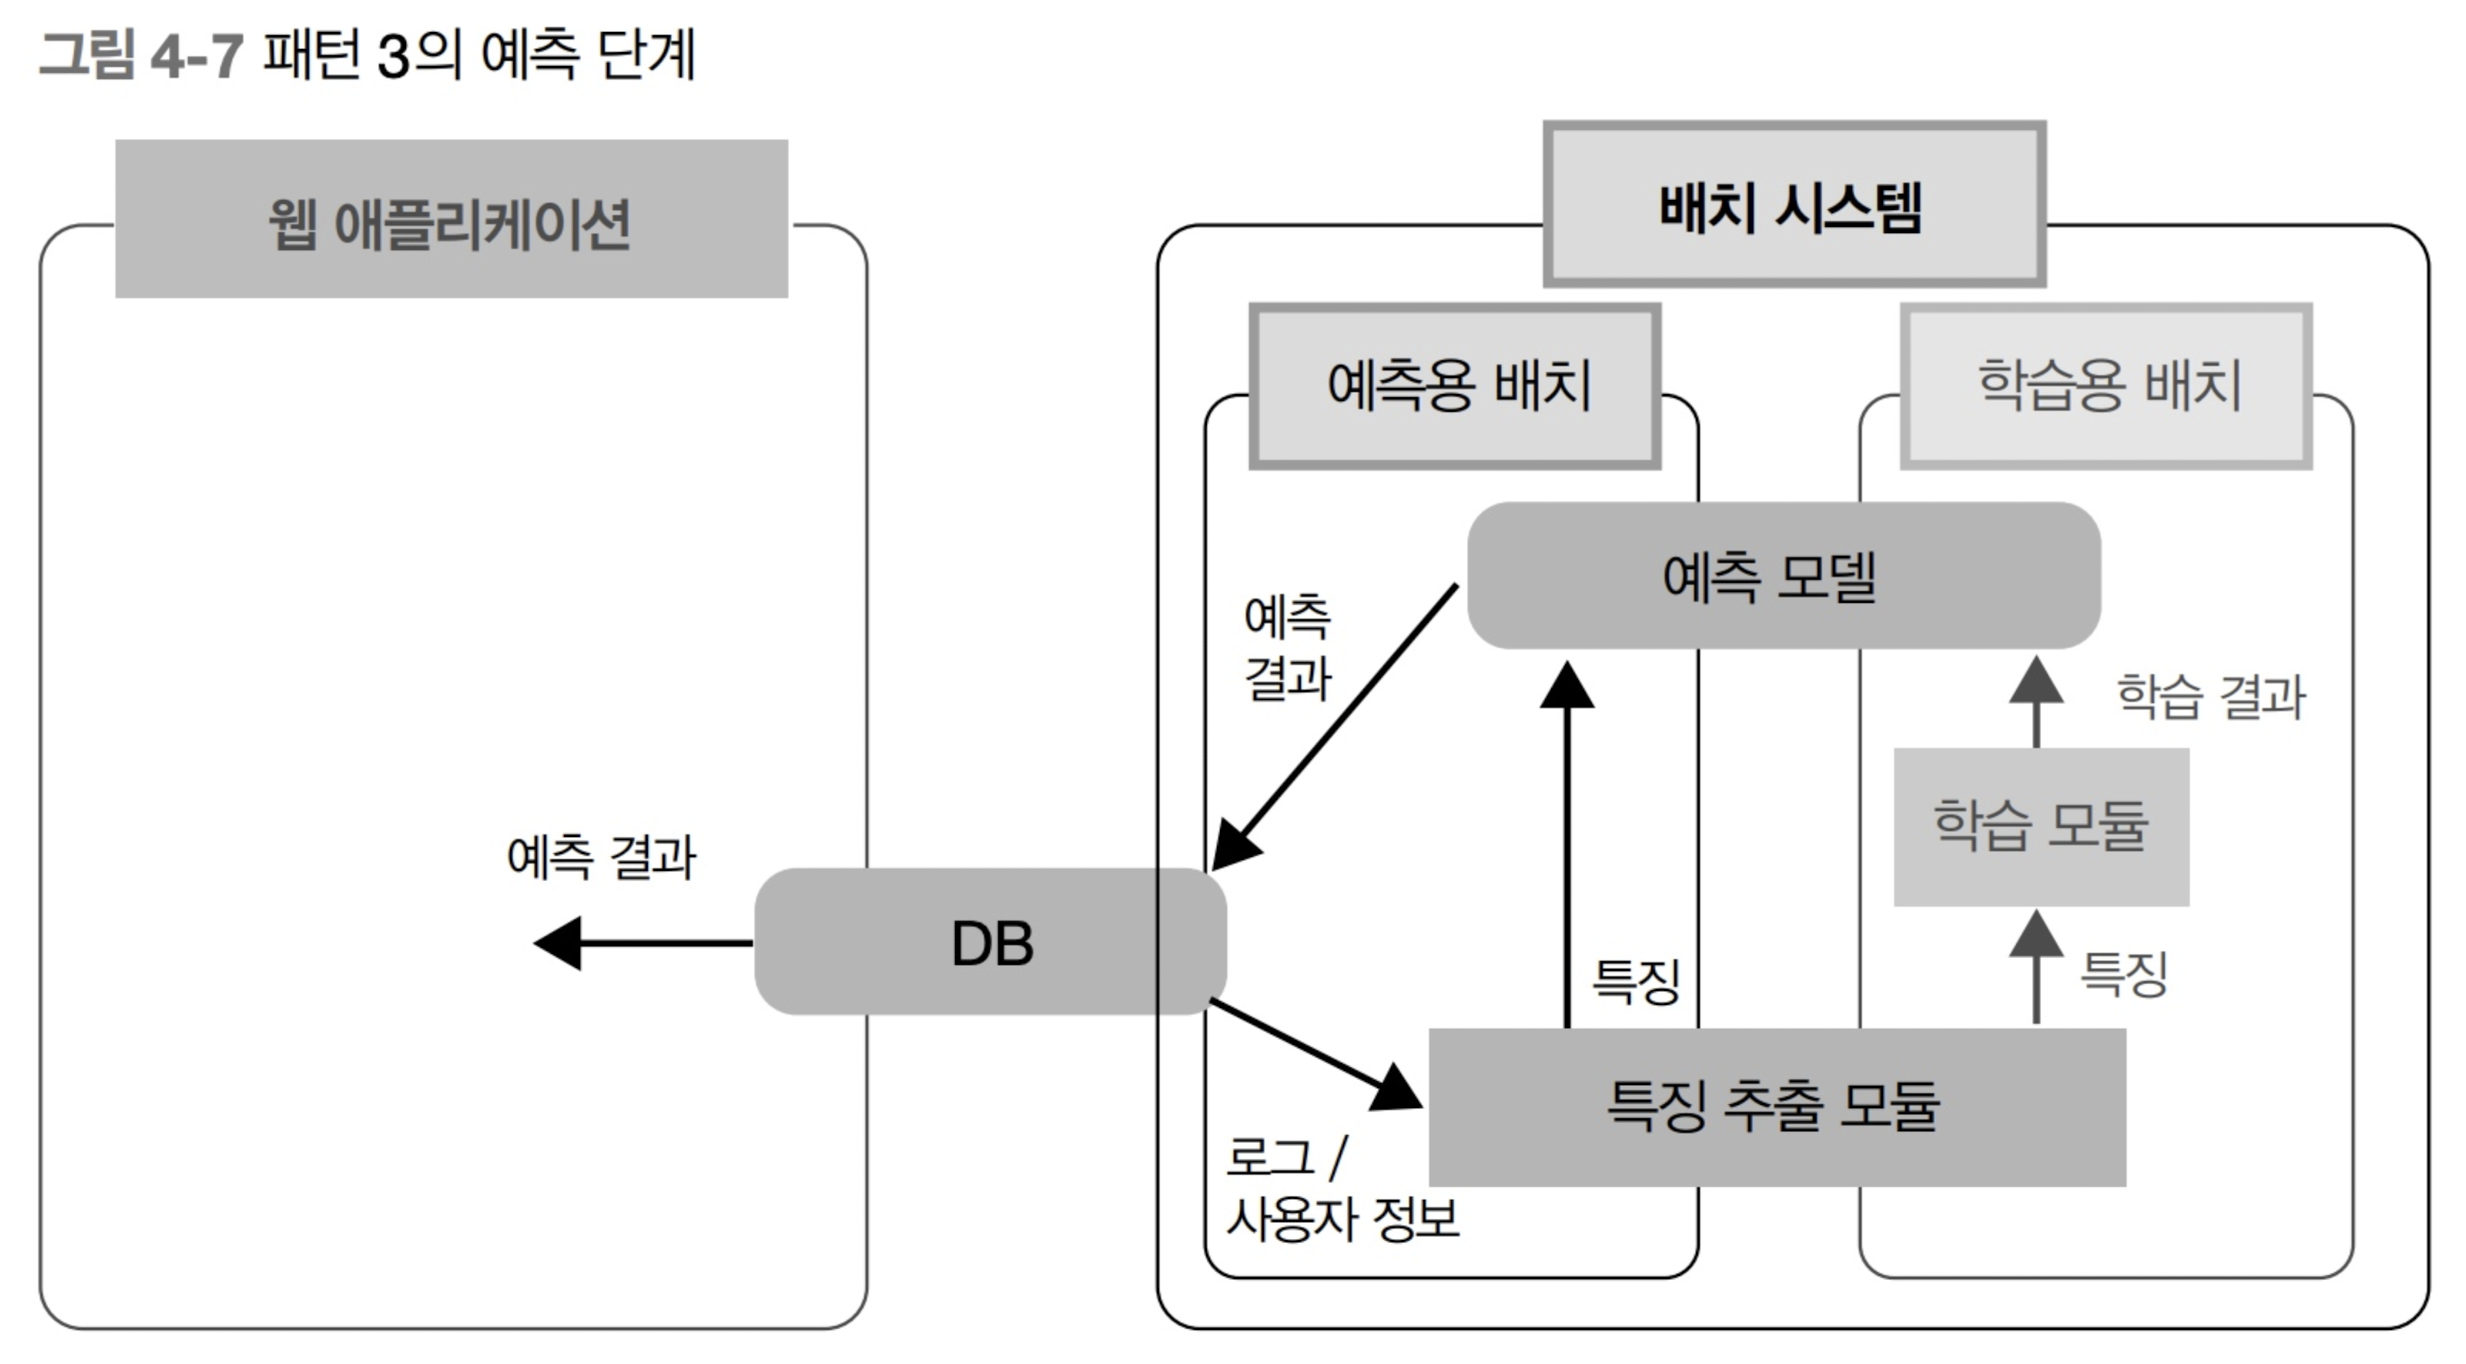 그림 4-7 패턴 3의 예측 단계
웹 애플리케이션
배치 시스템
예측용 배치
학습용 배치
예측 모델
예측
결과
학습 결과
학습 모듈
예측 결과
DB
특징
특징
특징 추출 모듈
로그 /
사용자 정보